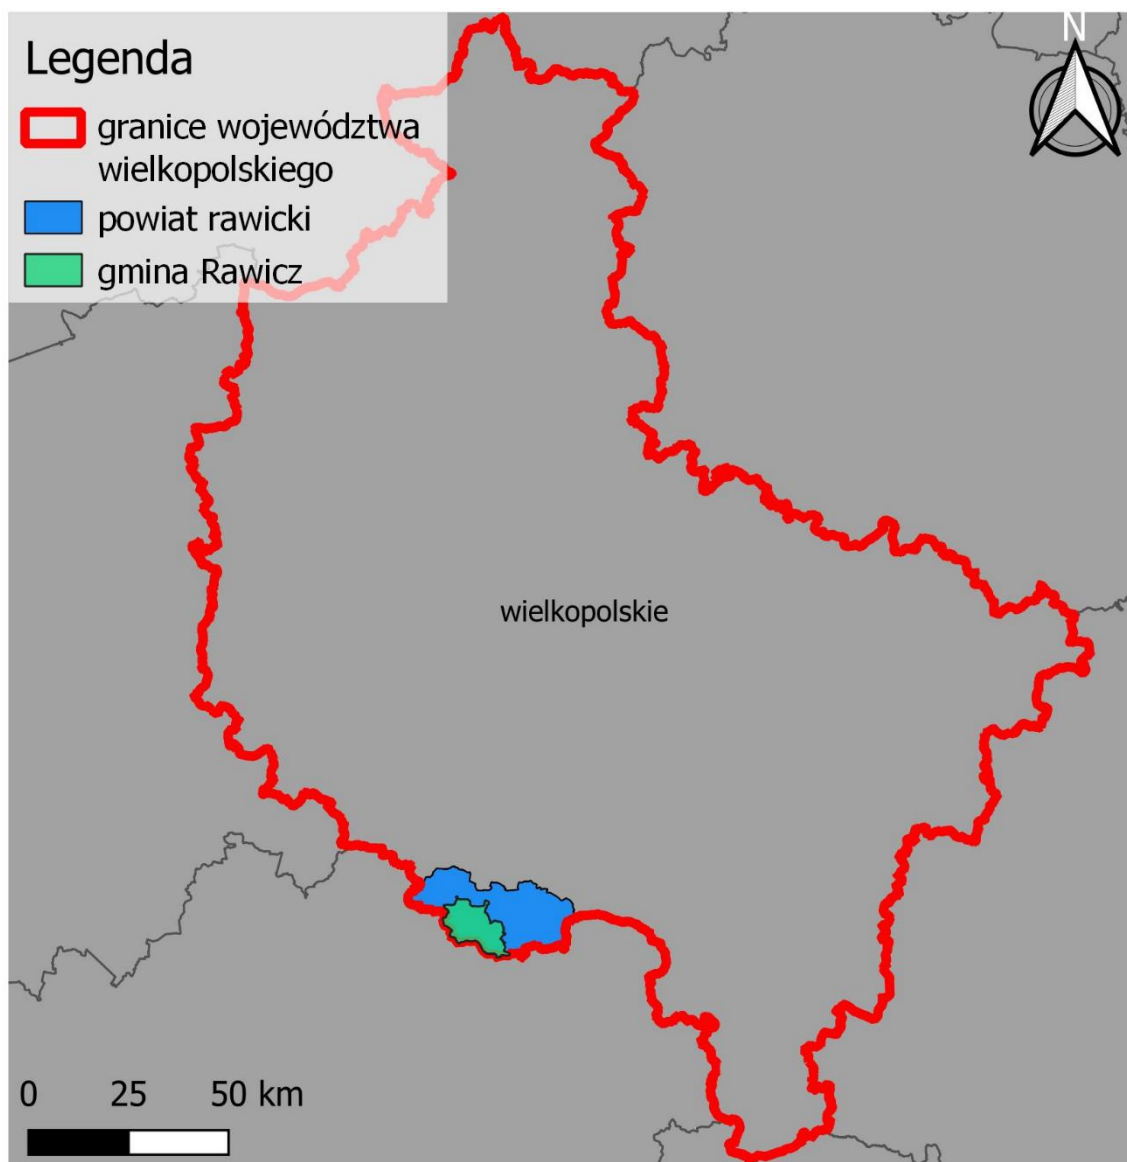 Legenda
granice województwa
wielkopolskiego
powiat rawicki
gmina Rawicz
N
wielkopolskie
0 25 50 km